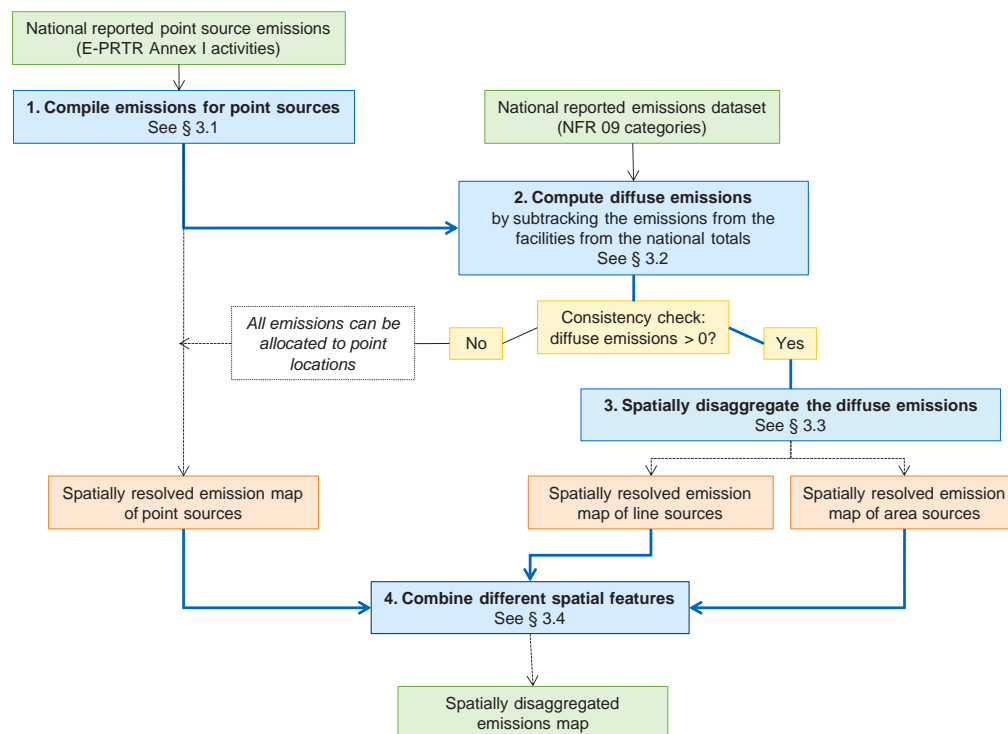 National reported point source emissions
(E-PRTR Annex I activities)
1. Compile emissions for point sources
See § 3.1
National reported emissions dataset
(NFR 09 categories)
2. Compute diffuse emissions
by subtracking the emissions from the
facilities from the national totals
See § 3.2
All emissions can be
allocated to point
locations
No
Consistency check:
diffuse emissions > 0?
Yes
3. Spatially disaggregate the diffuse emissions
See § 3.3
Spatially resolved emission map
of point sources
Spatially resolved emission
map of line sources
Spatially resolved emission
map of area sources
4. Combine different spatial features
See § 3.4
Spatially disaggregated
emissions map